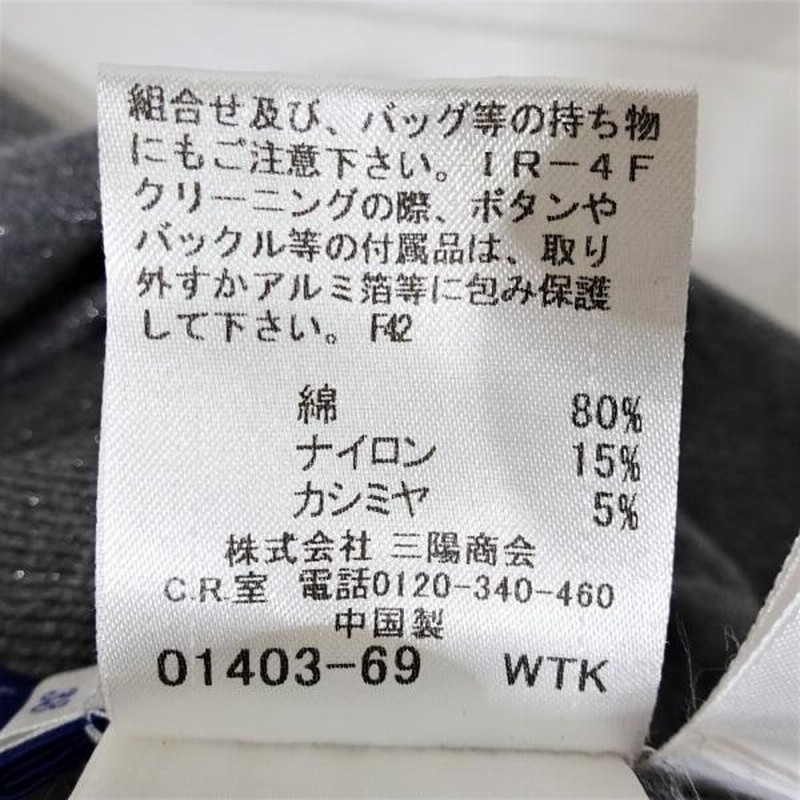 組合せ及び、バッグ等の持ち物
にもご注意下さい。ＩＲ－４Ｆ
クリーニングの際、ボタンや
バックル等の付属品は、取り
外すかアルミ箔等に包み保護
して下さい。F42
綿 80%
ナイロン 15%
カシミヤ 5%
株式会社 三陽商会
C.R.室 電話0120-340-460
中国製
01403-69 WTK